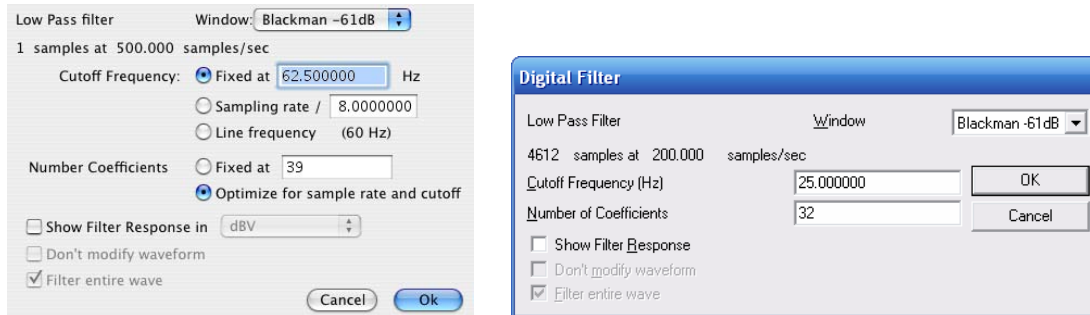 Low Pass filter Window: Blackman -61dB
1 samples at 500.000 samples/sec
Cutoff Frequency: Fixed at 62.500000 Hz
Sampling rate / 8.0000000
Line frequency (60 Hz)
Number Coefficients Fixed at 39
Optimize for sample rate and cutoff
Show Filter Response in dBV
Don't modify waveform
Filter entire wave
Cancel Ok
Digital Filter
Low Pass Filter Window Blackman -61dB
4612 samples at 200.000 samples/sec
Cutoff Frequency (Hz) 25.000000 OK
Number of Coefficients 32 Cancel
Show Filter Response
Don't modify waveform
Filter entire wave